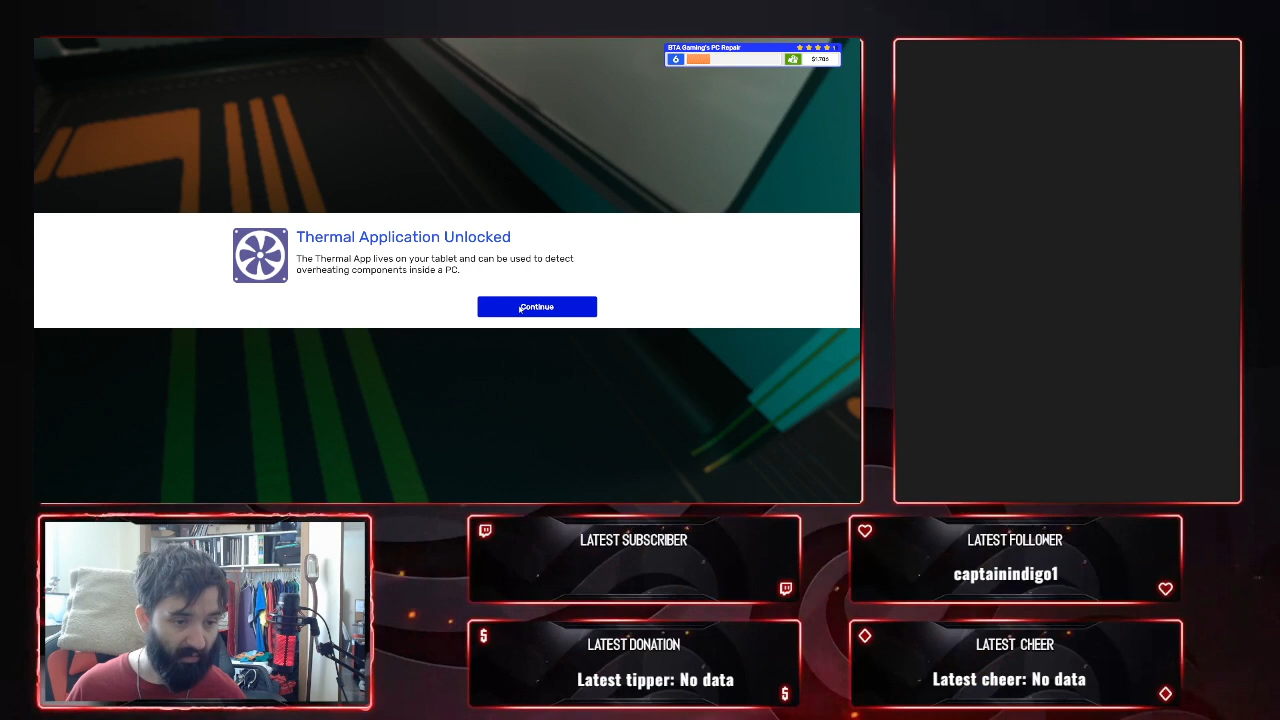 BTA Gaming's PC Repair
6
$1,786
Thermal Application Unlocked
The Thermal App lives on your tablet and can be used to detect
overheating components inside a PC.
Continue
LATEST SUBSCRIBER
LATEST FOLLOWER
captainindigo1
LATEST DONATION
Latest tipper: No data
LATEST CHEER
Latest cheer: No data